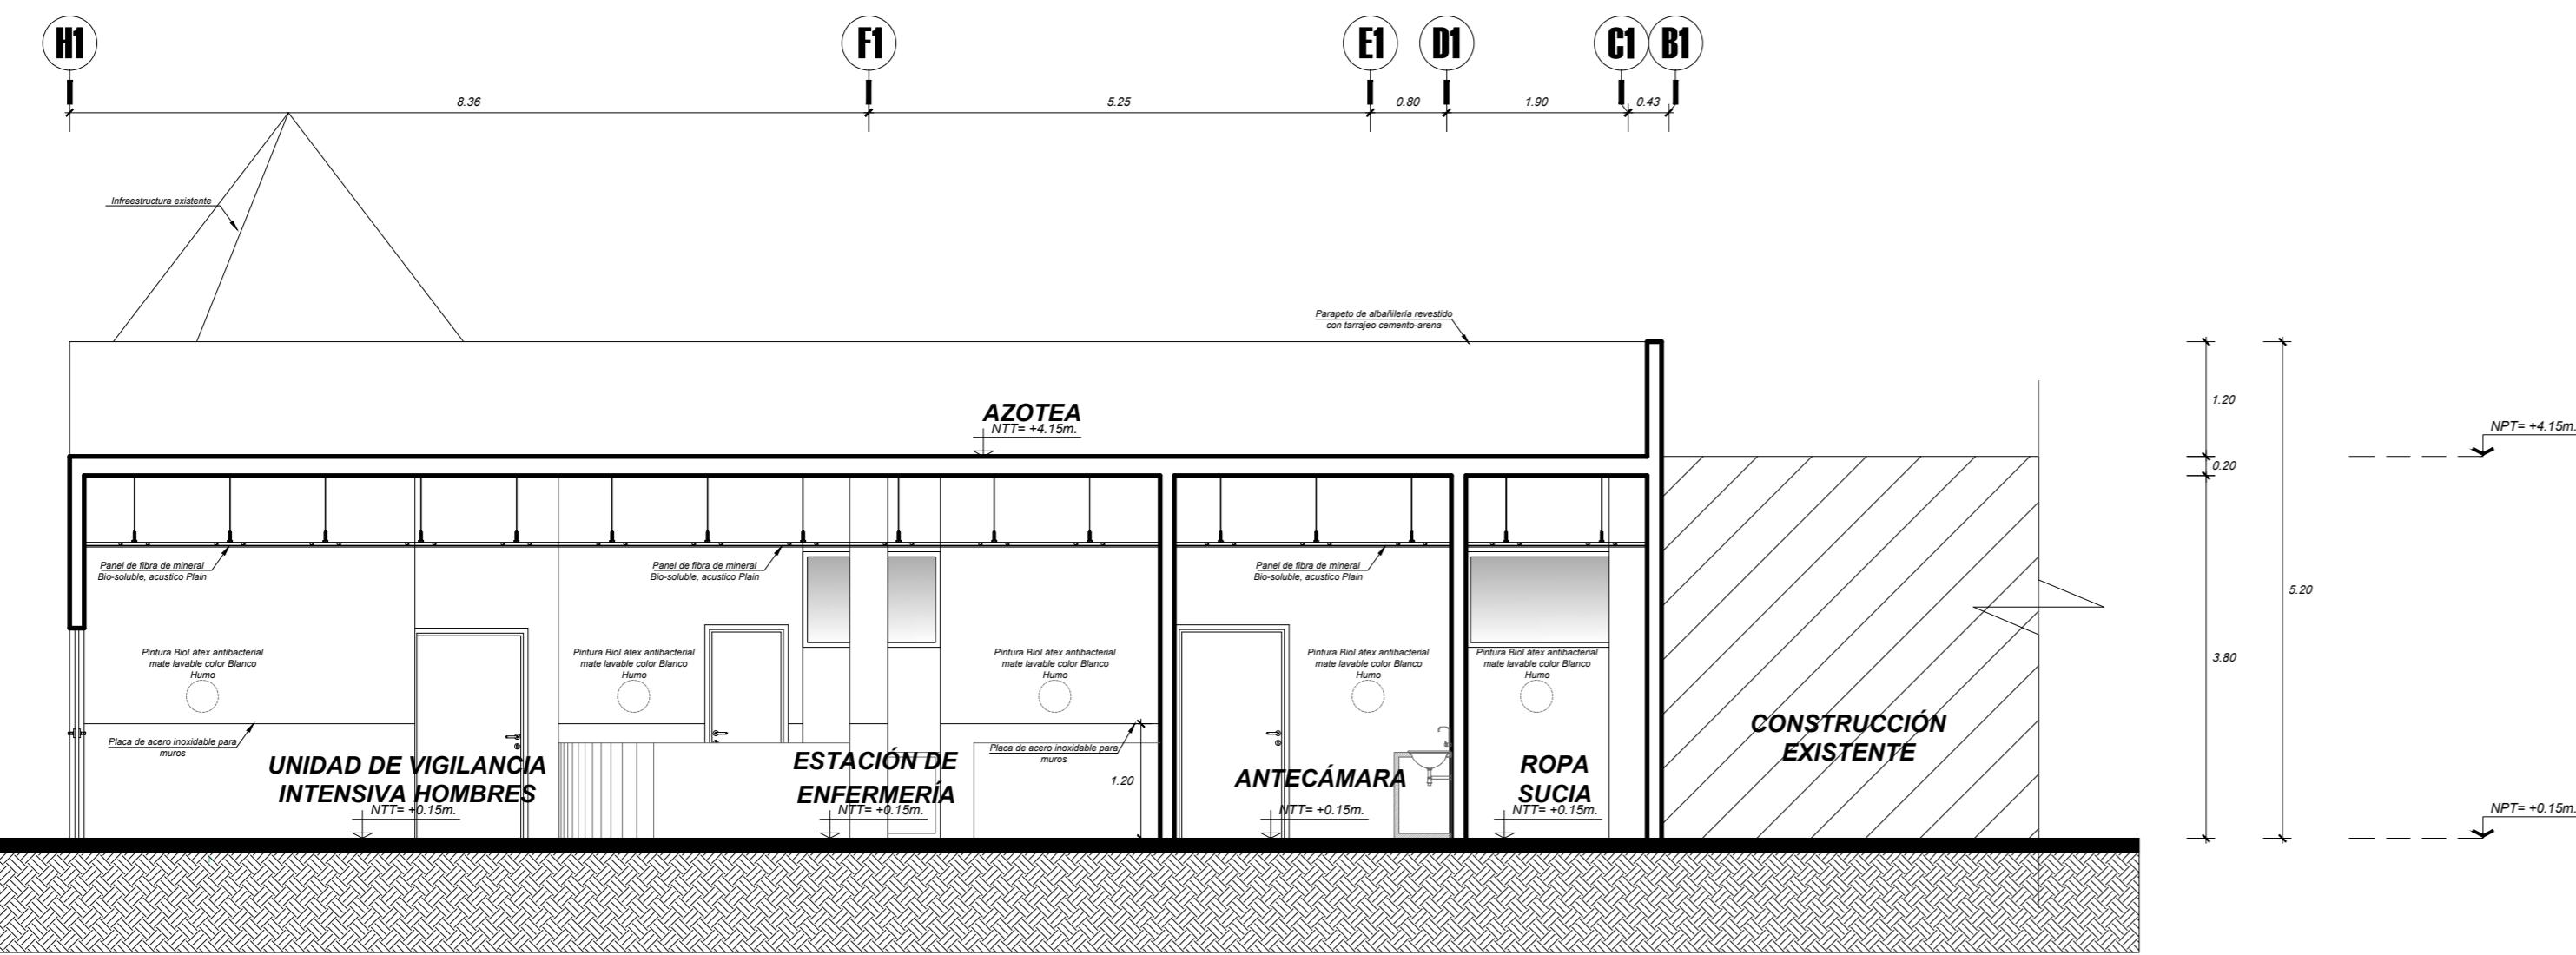 H1 F1 E1 D1 C1 B1
8.36 5.25 0.80 1.90 0.43
Infraestructura existente
Parapeto de albañilería revestido
con tarrajeo cemento-arena
1.20
AZOTEA
NTT= +4.15m.
NPT= +4.15m.
0.20
Panel de fibra de mineral
Bio-soluble, acustico Plain
Panel de fibra de mineral
Bio-soluble, acustico Plain
Panel de fibra de mineral
Bio-soluble, acustico Plain
5.20
Pintura BioLátex antibacterial
mate lavable color Blanco
Humo
Pintura BioLátex antibacterial
mate lavable color Blanco
Humo
Pintura BioLátex antibacterial
mate lavable color Blanco
Humo
Pintura BioLátex antibacterial
mate lavable color Blanco
Humo
Pintura BioLátex antibacterial
mate lavable color Blanco
Humo
3.80
Placa de acero inoxidable para
muros
UNIDAD DE VIGILANCIA
INTENSIVA HOMBRES
NTT= +0.15m.
ESTACIÓN DE
ENFERMERÍA
NTT= +0.15m.
Placa de acero inoxidable para
muros
1.20
ANTECÁMARA
NTT= +0.15m.
ROPA
SUCIA
NTT= +0.15m.
CONSTRUCCIÓN
EXISTENTE
NPT= +0.15m.